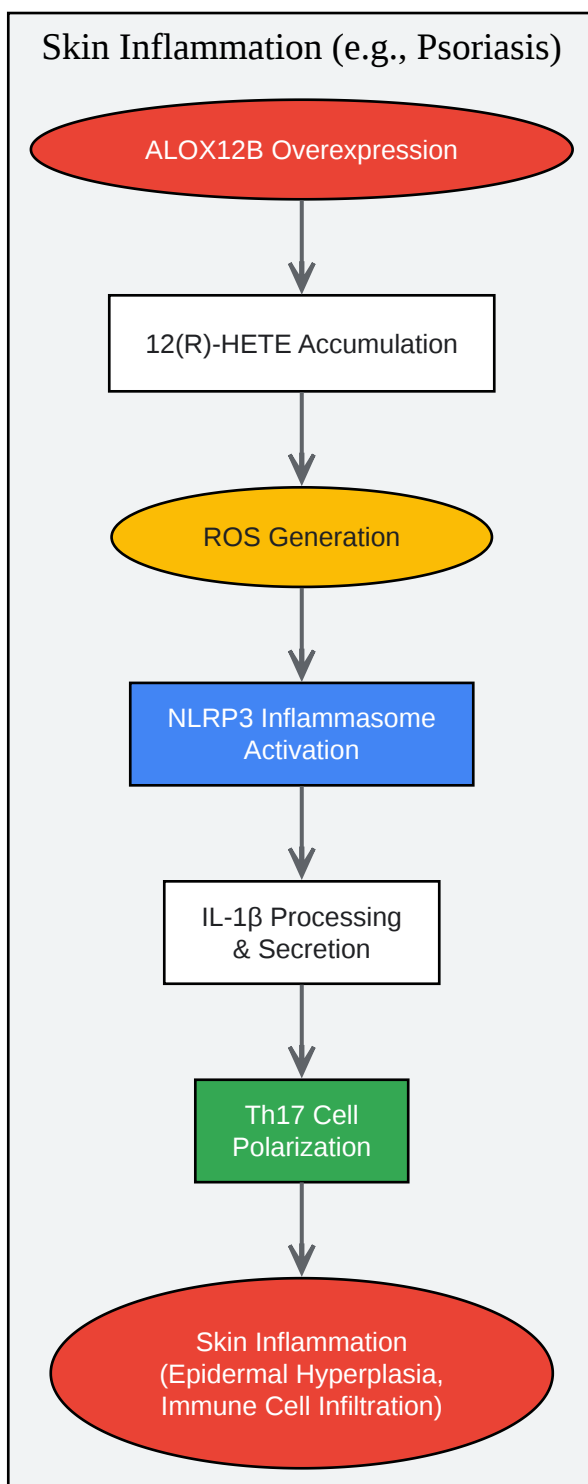 Skin Inflammation (e.g., Psoriasis)
ALOX12B Overexpression
12(R)-HETE Accumulation
ROS Generation
NLRP3 Inflammasome
Activation
IL-1β Processing
& Secretion
Th17 Cell
Polarization
Skin Inflammation
(Epidermal Hyperplasia,
Immune Cell Infiltration)